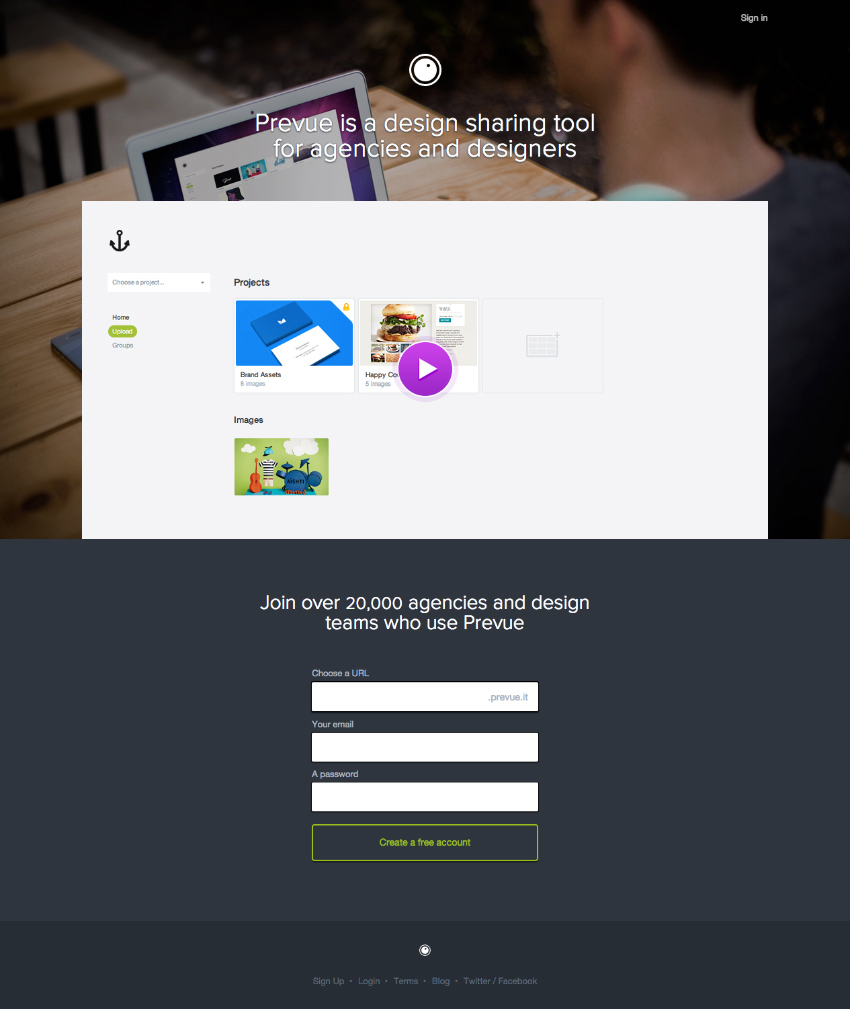 Sign in
Prevue is a design sharing tool
for agencies and designers
Choose a project...
Projects
Home
Upload
Groups
Brand Assets
8 images
Happy Co
5 images
Images
Join over 20,000 agencies and design
teams who use Prevue
Choose a URL
.prevue.it
Your email
A password
Create a free account
Sign Up • Login • Terms • Blog • Twitter / Facebook